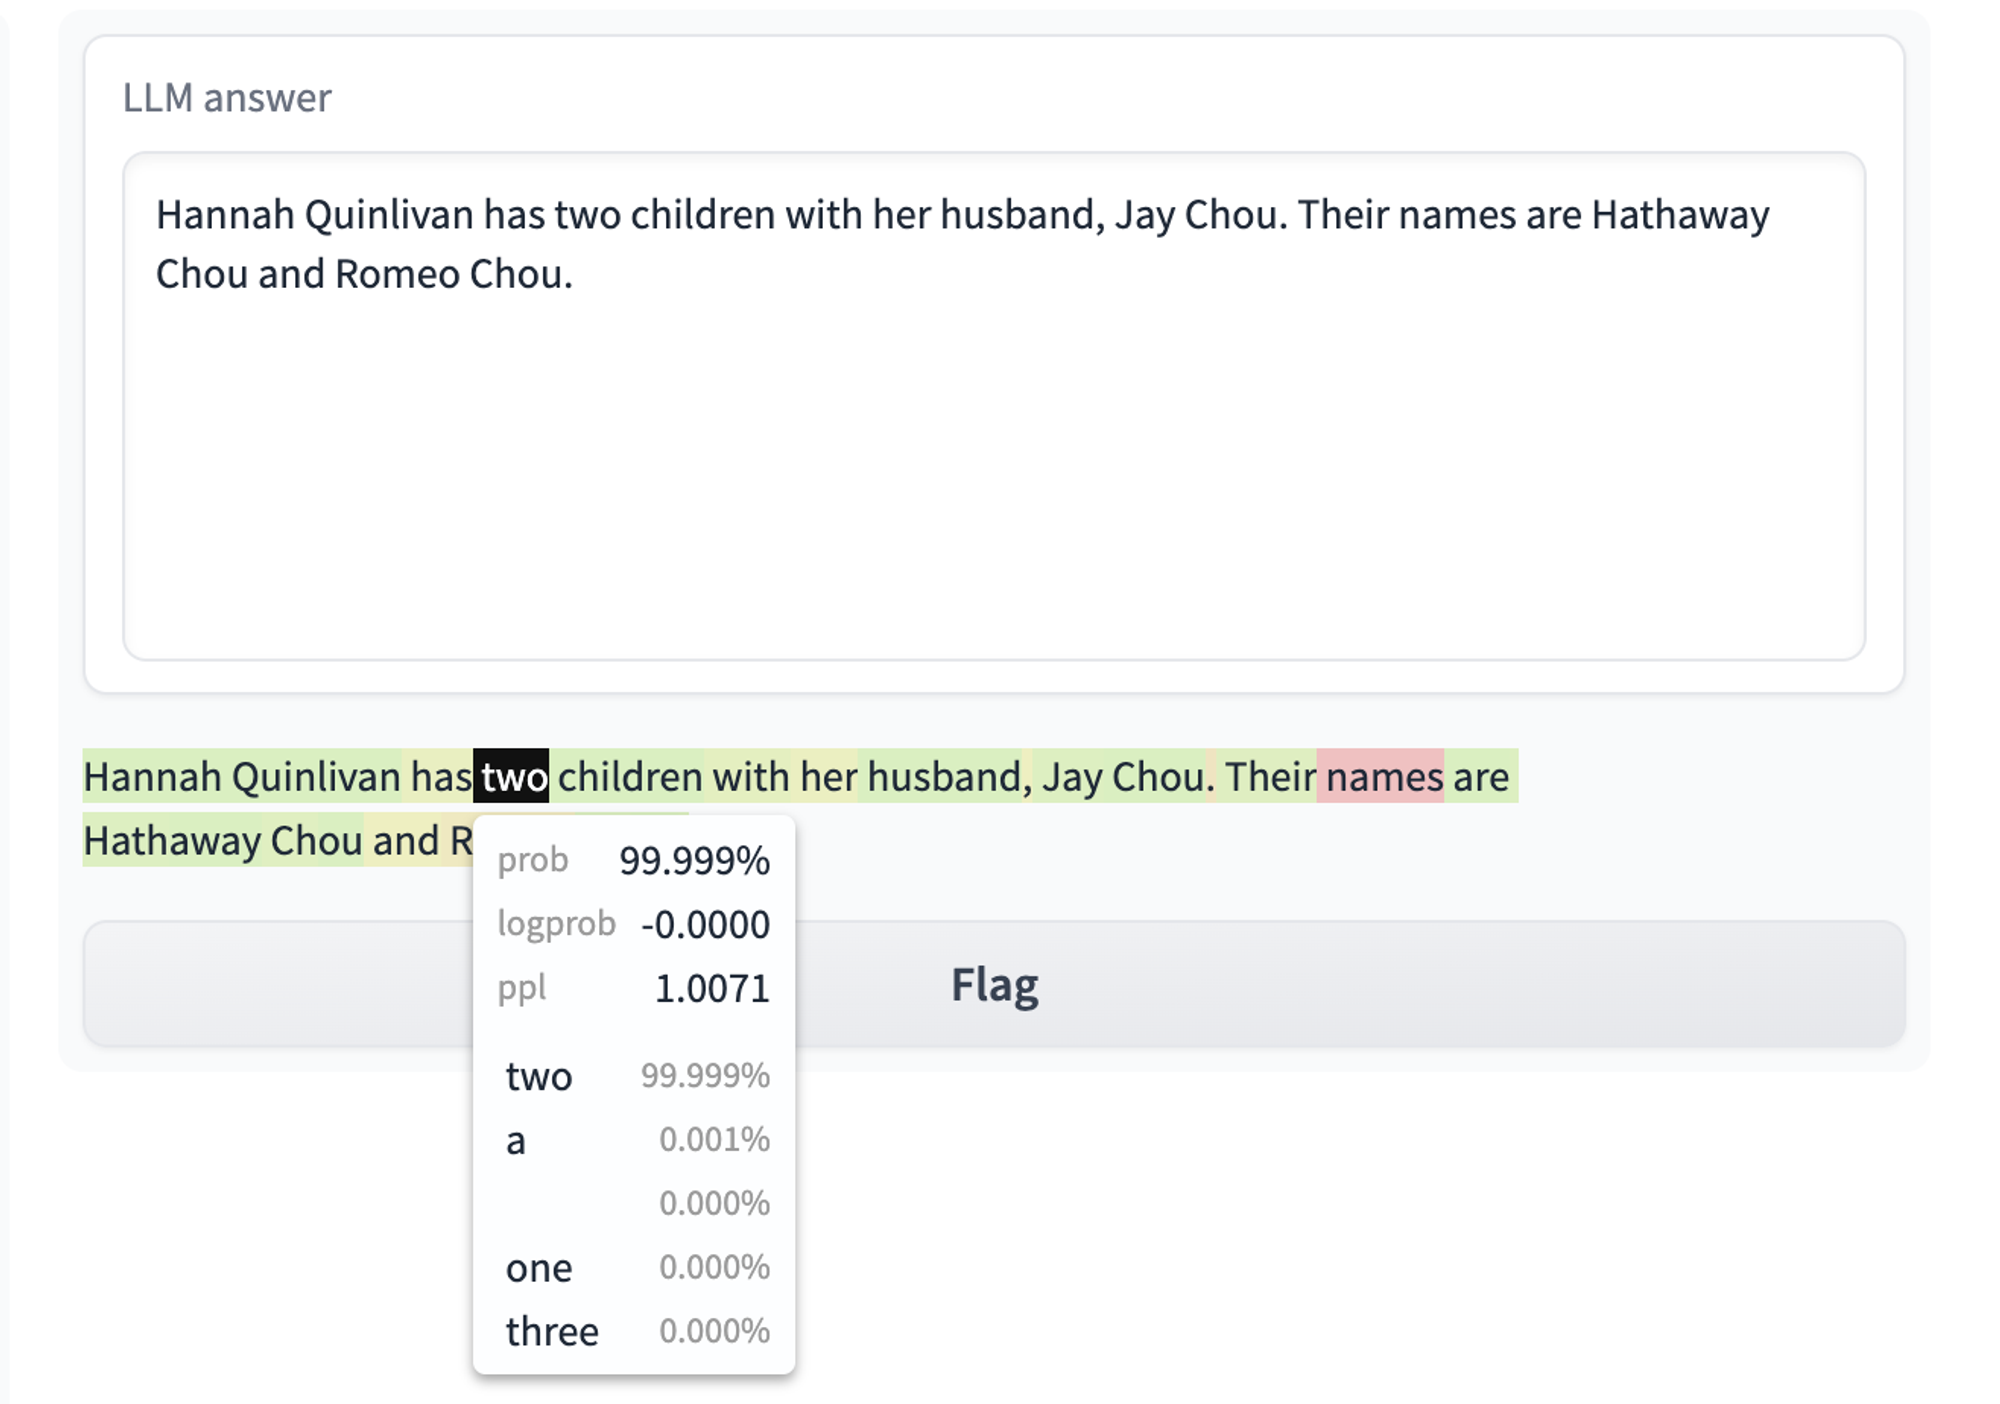 LLM answer
Hannah Quinlivan has two children with her husband, Jay Chou. Their names are Hathaway
Chou and Romeo Chou.
Hannah Quinlivan has two children with her husband, Jay Chou. Their names are
Hathaway Chou and R
prob 99.999%
logprob -0.0000
ppl 1.0071
Flag
two 99.999%
a 0.001%
0.000%
one 0.000%
three 0.000%